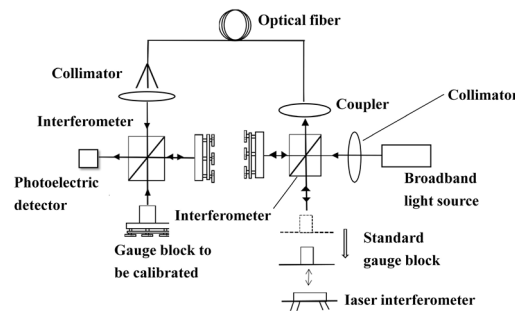 Optical fiber
Collimator
Coupler
Collimator
Interferometer
Photoelectric
detector
Interferometer
Broadband
light source
Gauge block to
be calibrated
Standard
gauge block
Iaser interferometer